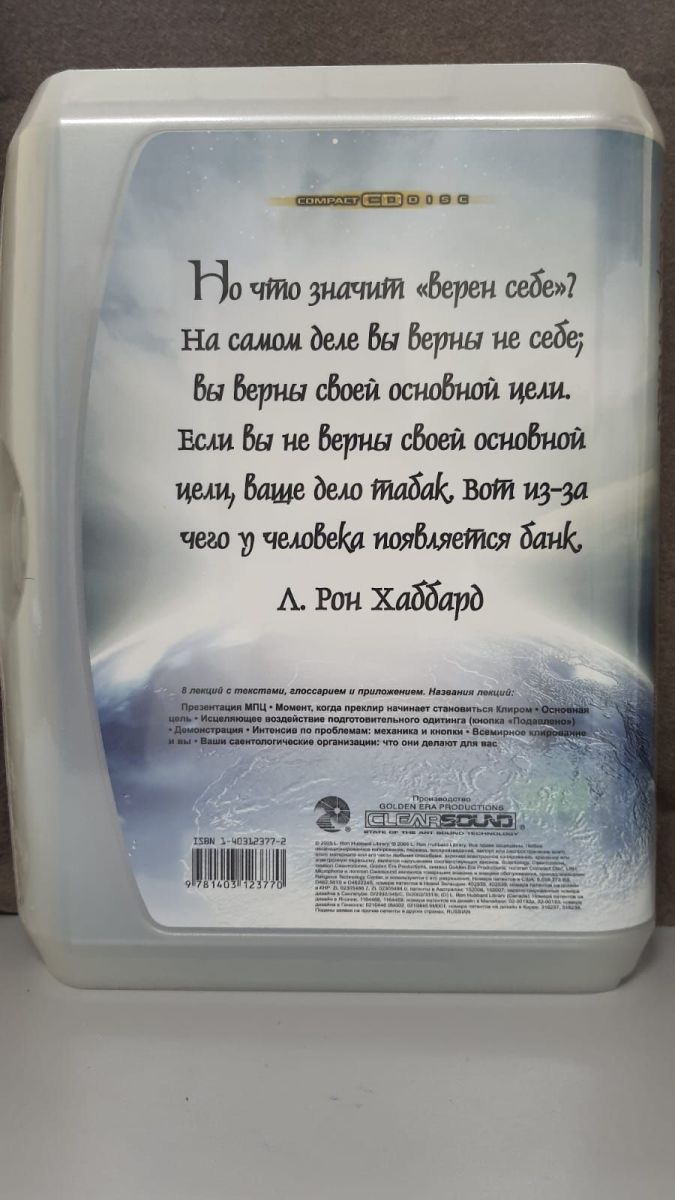 COMPACT CD DISC
Но что значит «верен себе»?
На самом деле вы верны не себе;
вы верны своей основной цели.
Если вы не верны своей основной
цели, ваше дело табак. Вот из-за
чего у человека появляется банк.
Л. Рон Хаббард
8 лекций с текстами, глоссарием и приложением. Названия лекций:
Презентация МПЦ • Момент, когда преклир начинает становиться Клиром • Основная
цель • Исцеляющее воздействие подготовительного одитинга (кнопка «Подавлено»)
• Демонстрация • Интенсив по проблемам: механика и кнопки • Всемирное клирование
и вы • Ваши саентологические организации: что они делают для вас
Производство
GOLDEN ERA PRODUCTIONS
CLEARSOUND
STATE OF THE ART SOUND TECHNOLOGY
ISBN 1-40312377-2
9 781403 123770